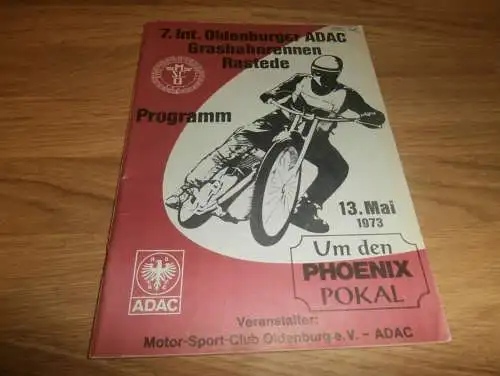 7. Int. Oldenburger ADAC
Grasbahnrennen
Rastede
Programm
13. Mai
1973
Um den
PHOENIX
POKAL
ADAC
Veranstalter:
Motor-Sport-Club Oldenburg e.V. - ADAC